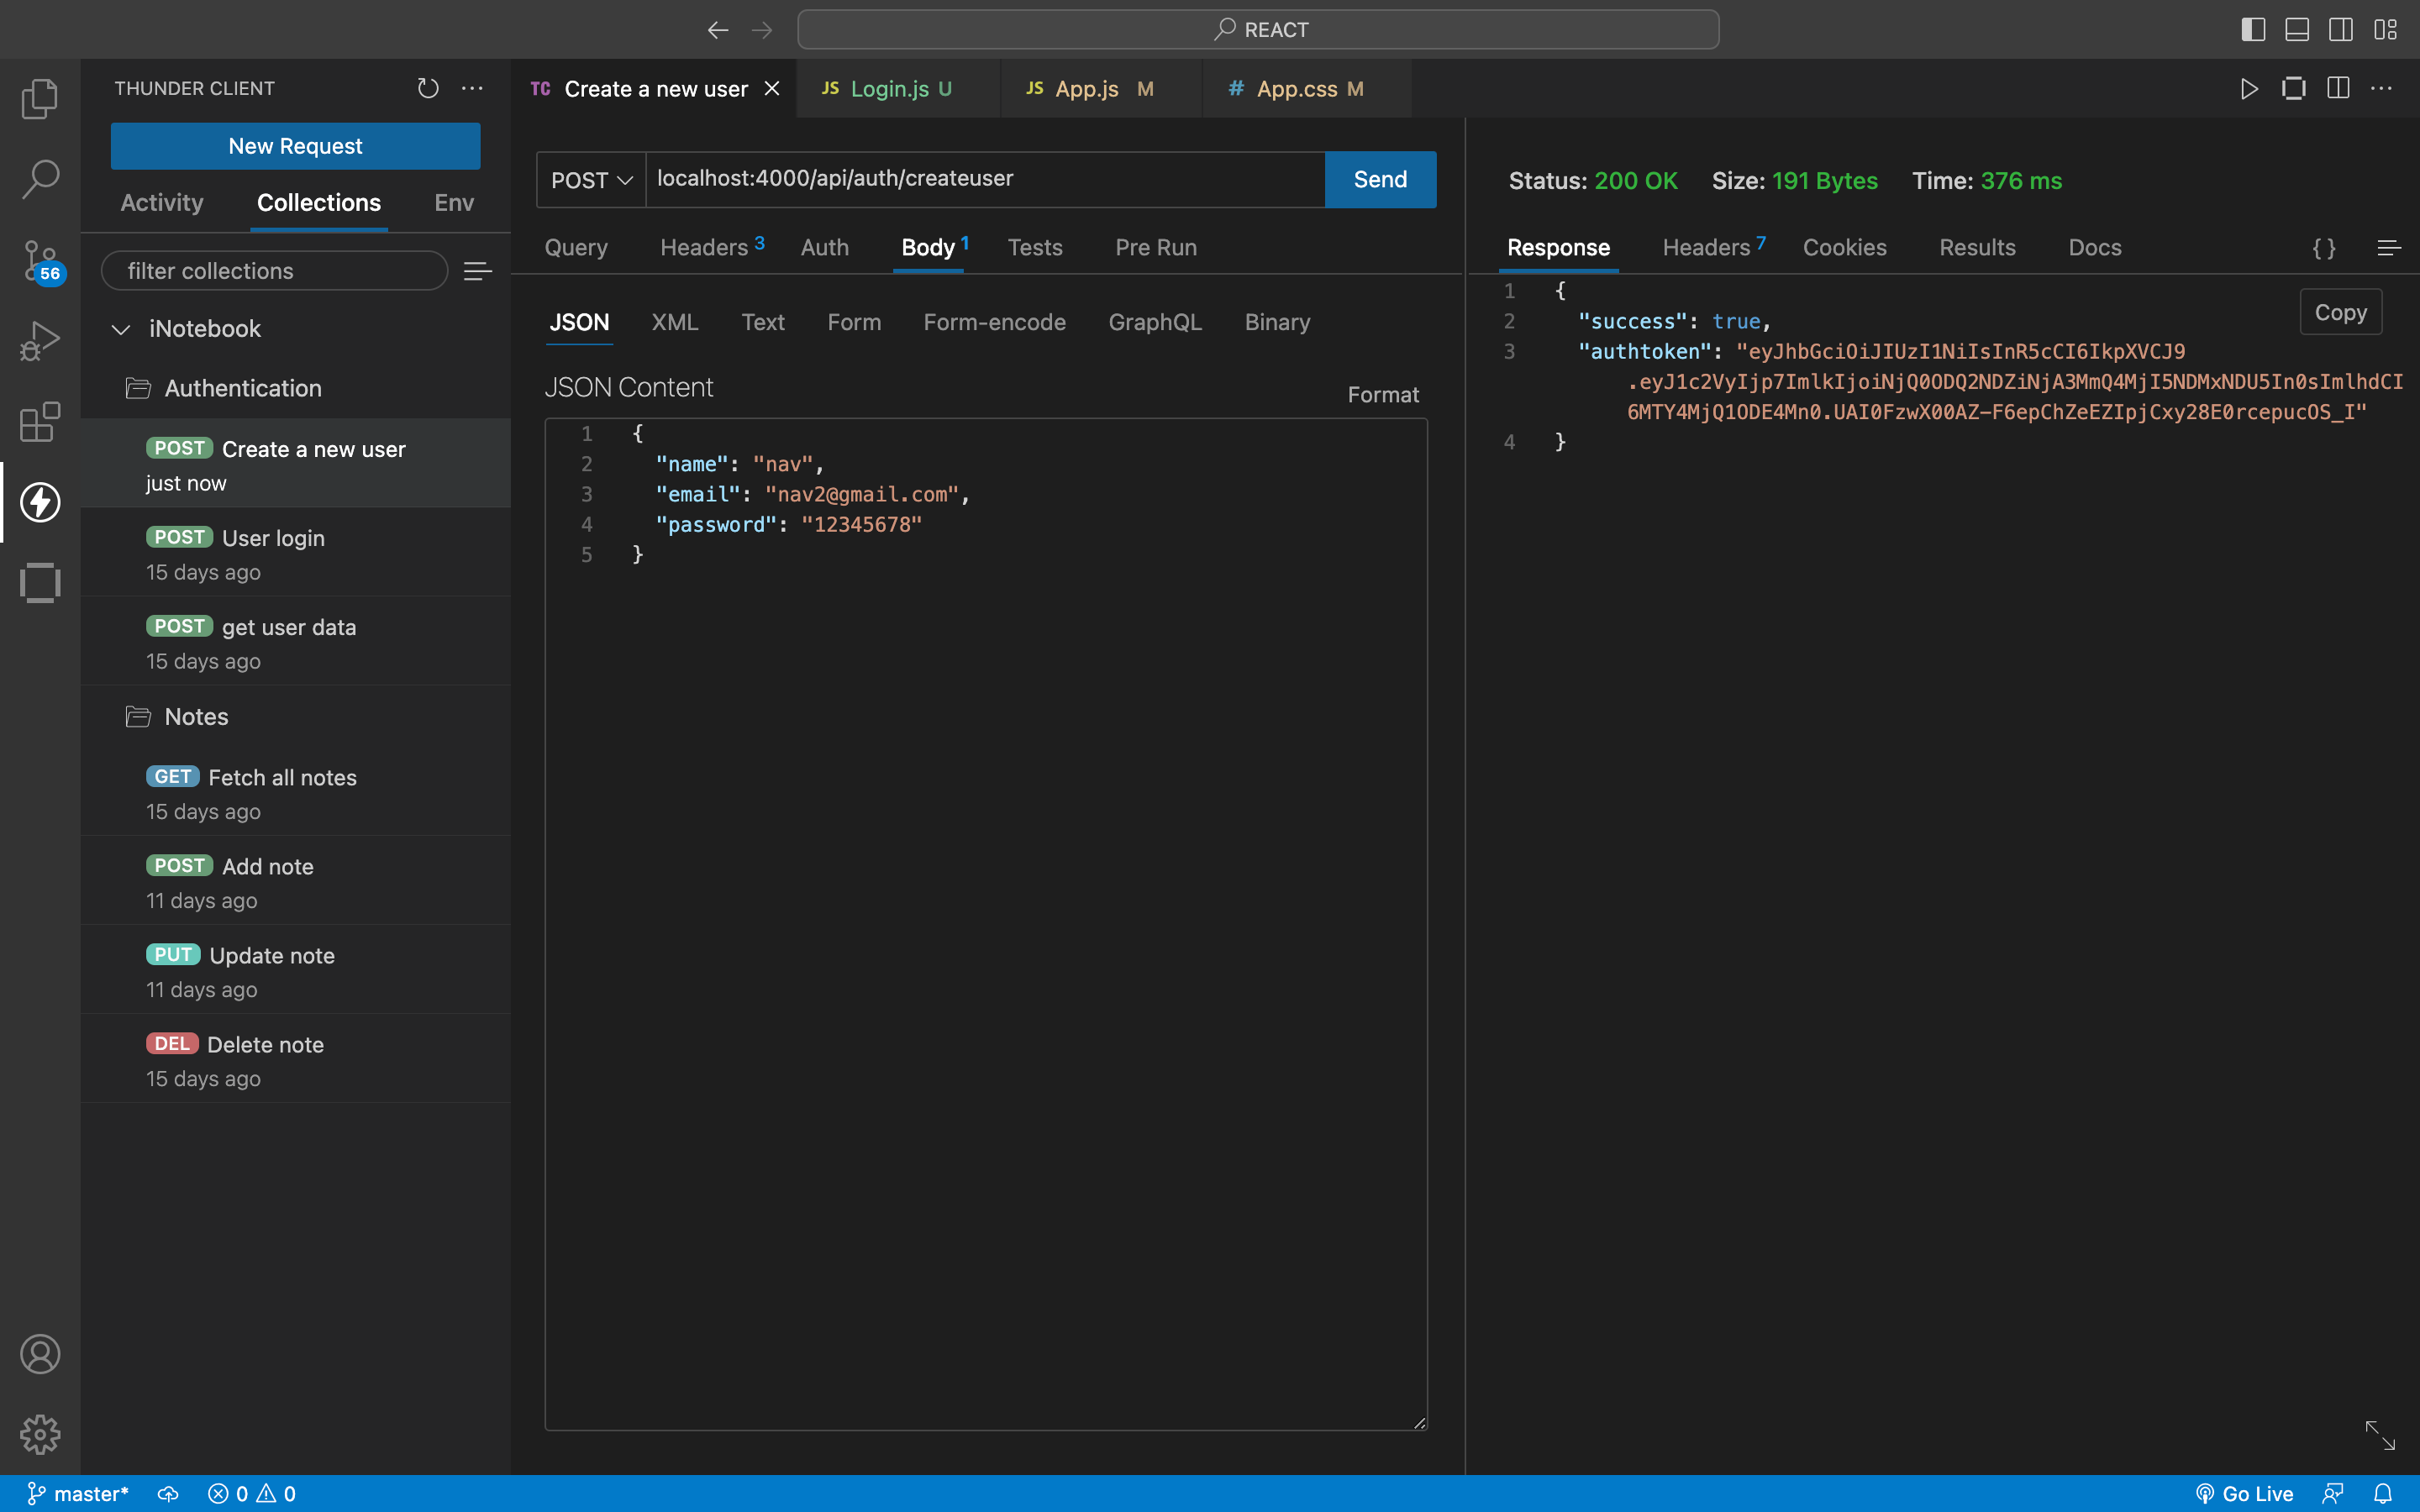 REACT
THUNDER CLIENT
New Request
Activity Collections Env
filter collections
iNotebook
Authentication
POST Create a new user
just now
POST User login
15 days ago
POST get user data
15 days ago
Notes
GET Fetch all notes
15 days ago
POST Add note
11 days ago
PUT Update note
11 days ago
DEL Delete note
15 days ago
56
TC Create a new user JS Login.js U JS App.js M # App.css M
POST localhost:4000/api/auth/createuser Send
Query Headers 3 Auth Body 1 Tests Pre Run
JSON XML Text Form Form-encode GraphQL Binary
JSON Content
Format
1 {
2 "name": "nav",
3 "email": "nav2@gmail.com",
4 "password": "12345678"
5 }
Status: 200 OK Size: 191 Bytes Time: 376 ms
Response Headers 7 Cookies Results Docs { }
Copy
1 {
2 "success": true,
3 "authtoken": "eyJhbGciOiJIUzI1NiIsInR5cCI6IkpXVCJ9
.eyJ1c2VyIjp7ImlkIjoiNjQ0ODQ2NDZiNjA3MmQ4MjI5NDMxNDU5In0sImlhdCI
6MTY4MjQ1ODE4Mn0.UAI0FzwX00AZ-F6epChZeEZIpjCxy28E0rcepucOS_I"
4 }
master* 0 0 Go Live